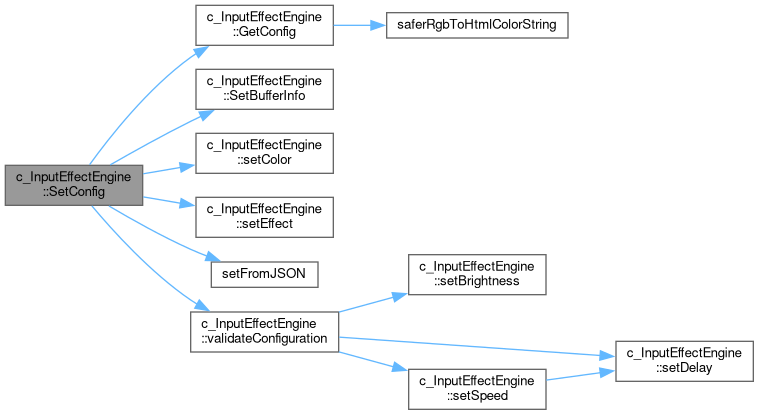 c_InputEffectEngine
::SetConfig
c_InputEffectEngine
::GetConfig
saferRgbToHtmlColorString
c_InputEffectEngine
::SetBufferInfo
c_InputEffectEngine
::setColor
c_InputEffectEngine
::setEffect
setFromJSON
c_InputEffectEngine
::validateConfiguration
c_InputEffectEngine
::setBrightness
c_InputEffectEngine
::setSpeed
c_InputEffectEngine
::setDelay